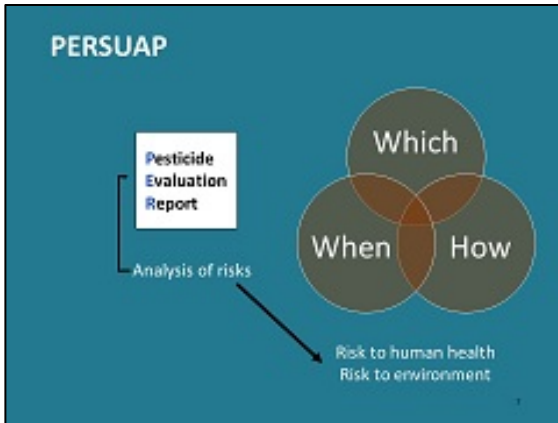 PERSUAP
Pesticide
Evaluation
Report
Analysis of risks
Which
When
How
Risk to human health
Risk to environment